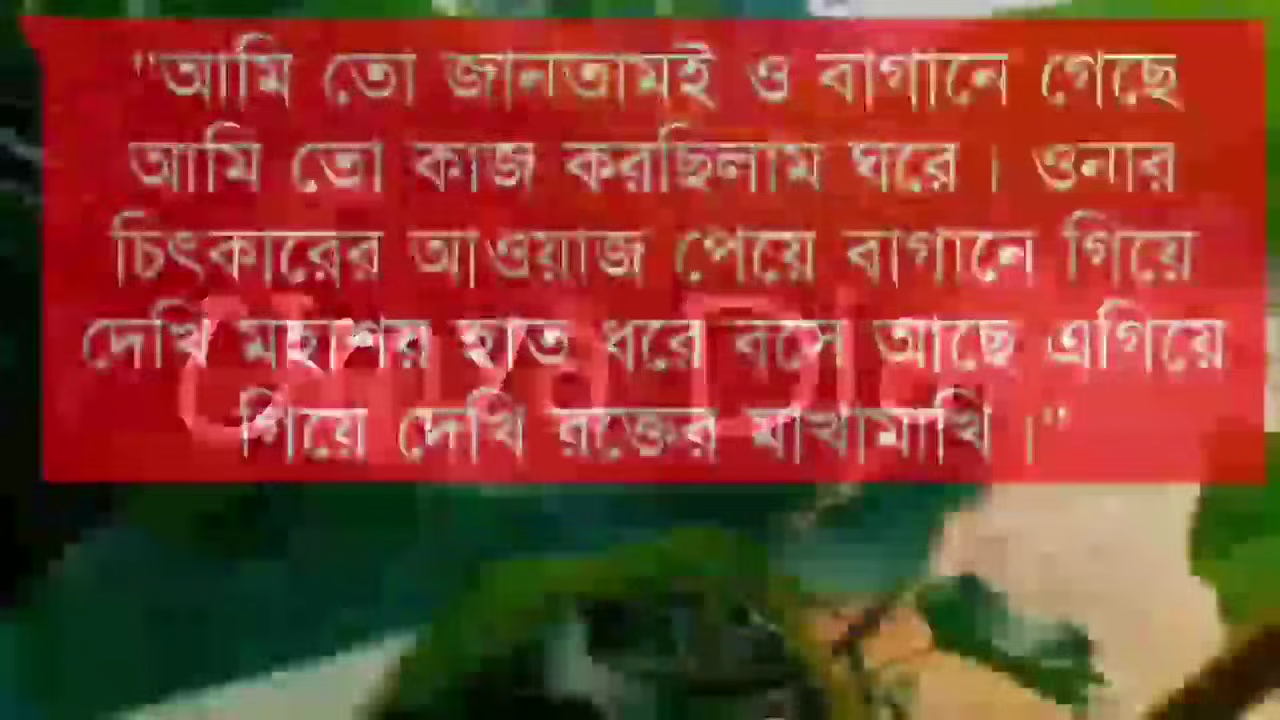 "আমি তো জানতামই ও বাগানে গেছে
আমি তো কাজ করছিলাম ঘরে । ওনার
চিৎকারের আওয়াজ পেয়ে বাগানে গিয়ে
দেখি মহাশয় হাত ধরে বসে আছে এগিয়ে
গিয়ে দেখি রক্তের মাখামাখি ।"